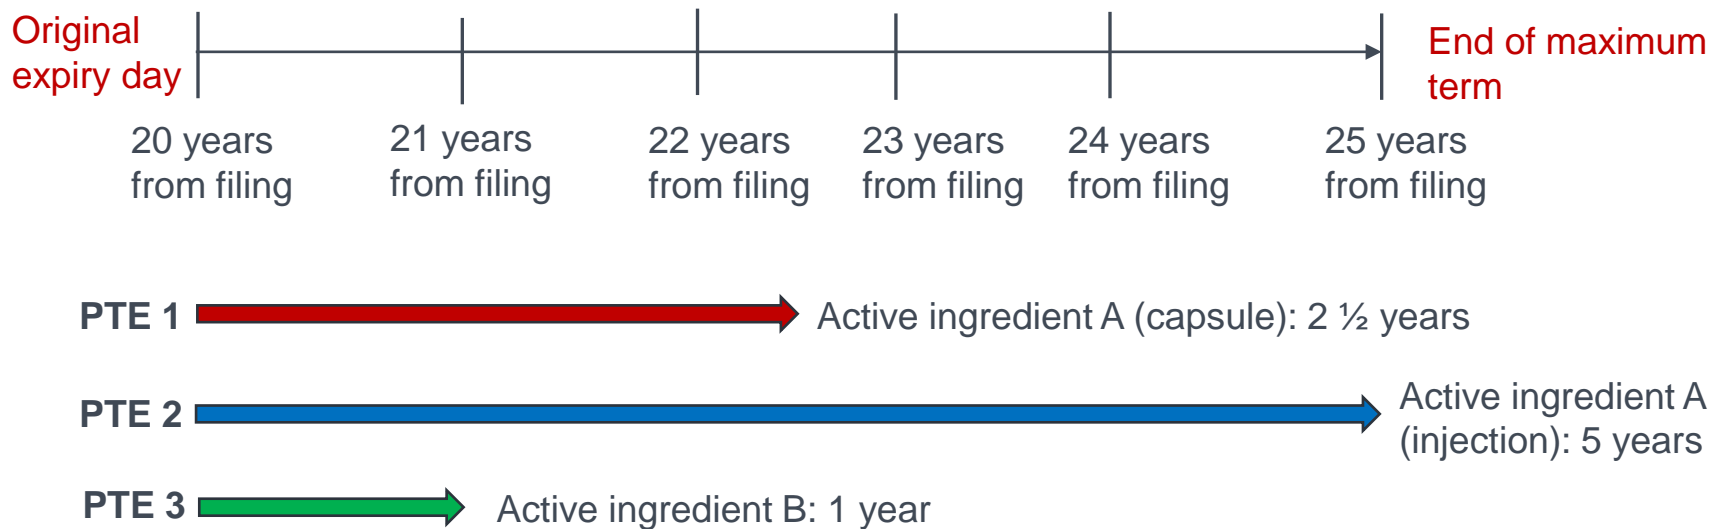 Original
expiry day
End of maximum
term
20 years
from filing
21 years
from filing
22 years
from filing
23 years
from filing
24 years
from filing
25 years
from filing
PTE 1
Active ingredient A (capsule): 2 ½ years
PTE 2
Active ingredient A
(injection): 5 years
PTE 3
Active ingredient B: 1 year